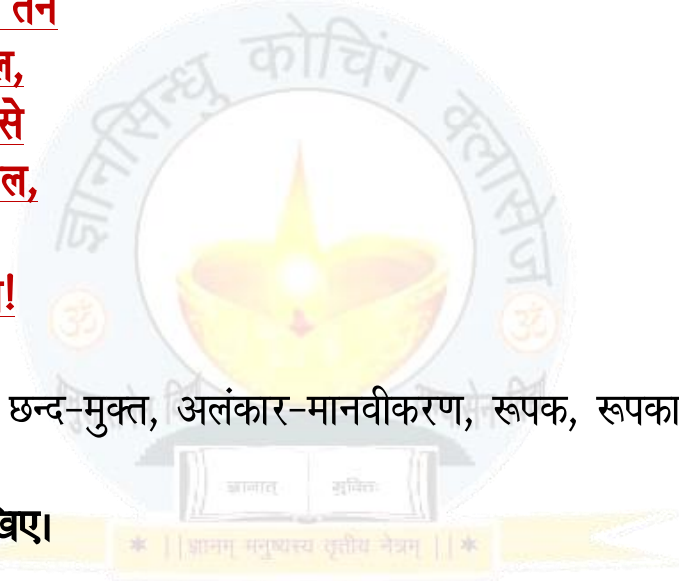 तन
ल,
से
ल,
!
छन्द-मुक्त, अलंकार-मानवीकरण, रूपक, रूपका
खिए।
ज्ञानसिन्धु कोचिंग क्लासेज
ॐ ॐ
ज्ञानात् मुक्तिः
* ||ज्ञानम् मनुष्यस्य तृतीय नेत्रम् ||*